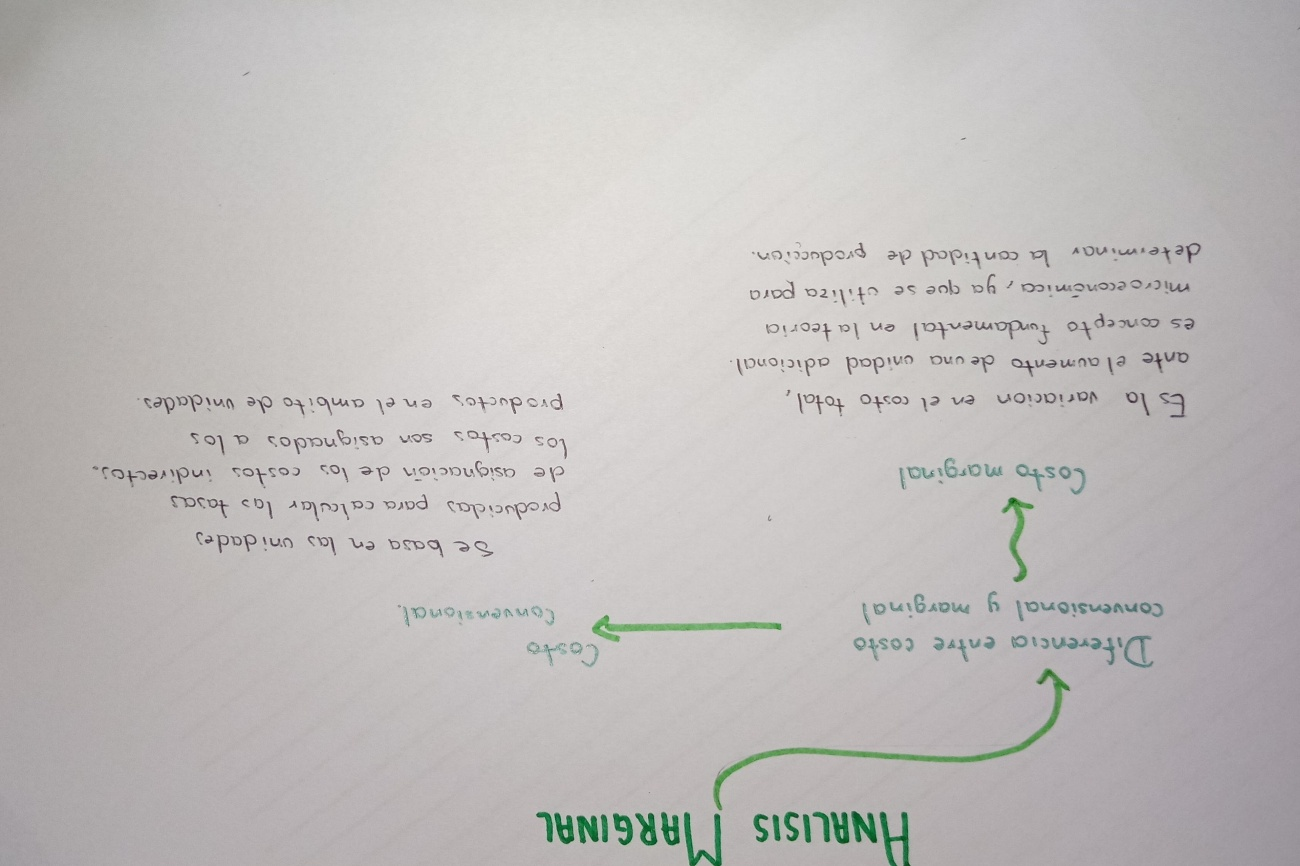 ANALISIS MARGINAL
Diferencia entre costo
convensional y marginal
Costo marginal
Es la variacion en el costo total,
ante el aumento de una unidad adicional.
es concepto fundamental en la teoria
microeconómica, ya que se utiliza para
determinar la cantidad de producción.
Costo
Convensional.
Se basa en las unidades
producidas para calcular las tasas
de asignación de los costos indirectos.
los costos son asignados a los
productos en el ambito de unidades.